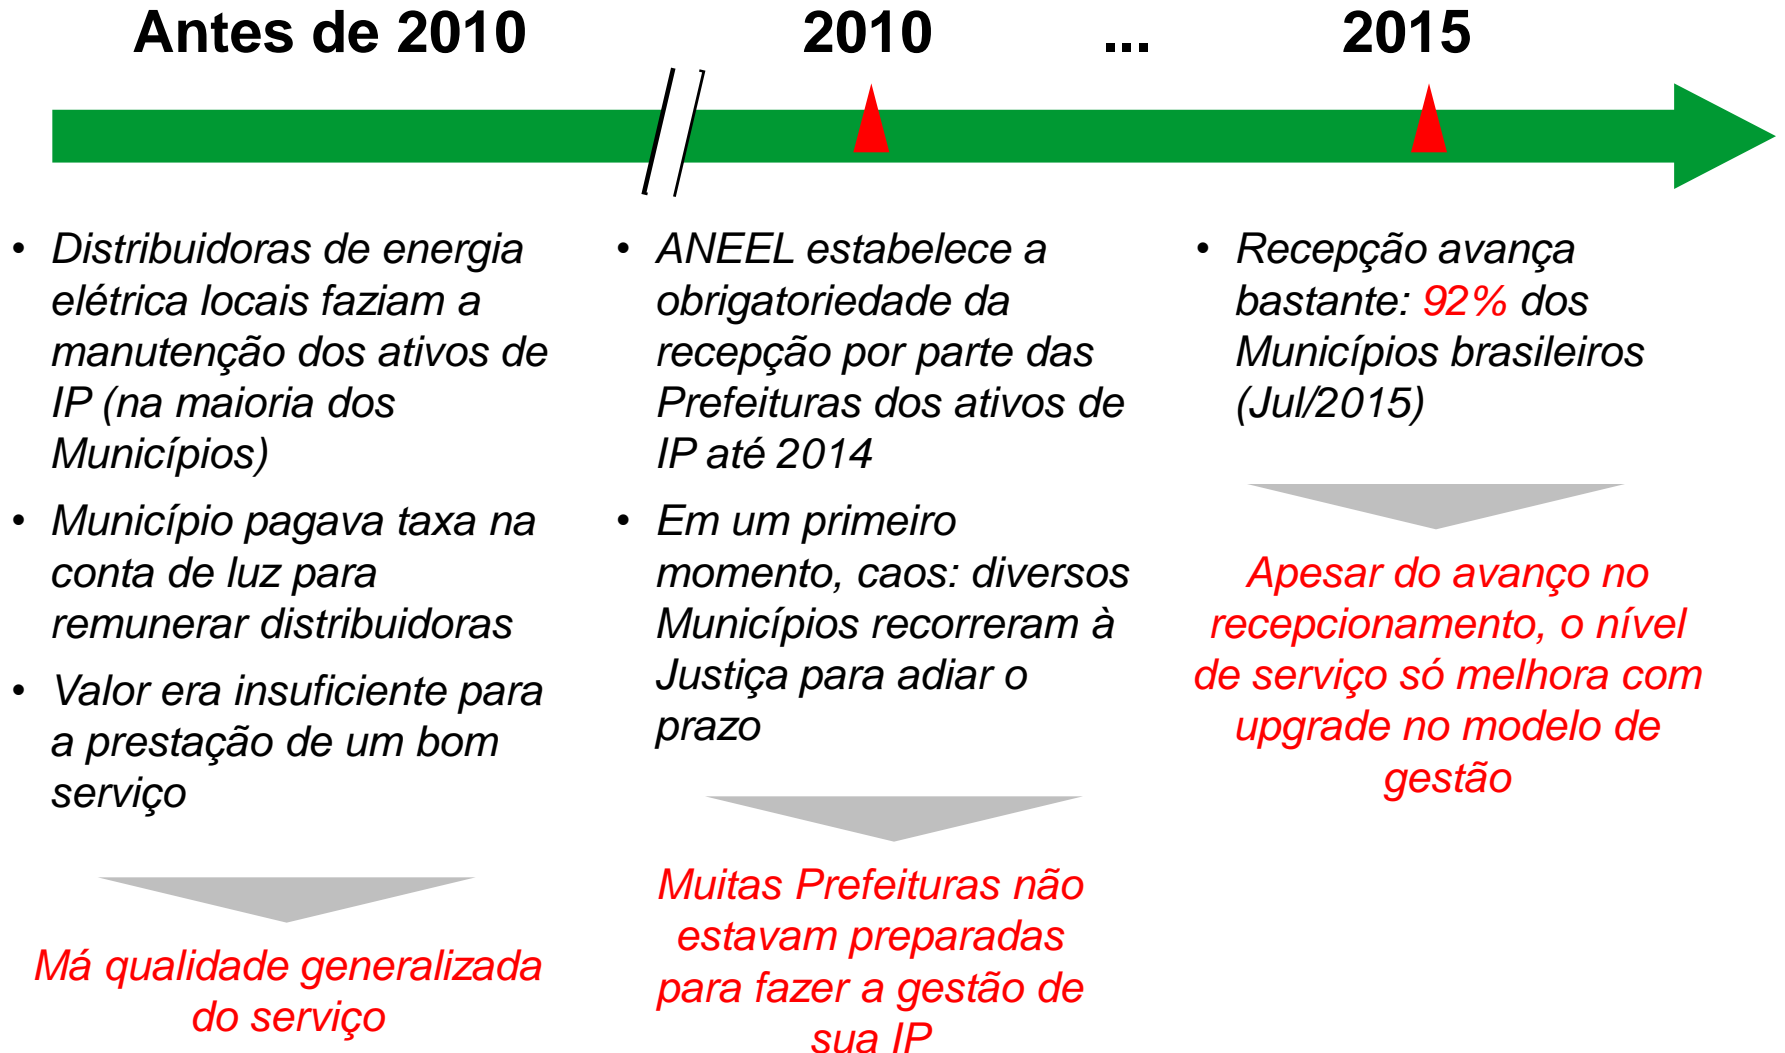 Antes de 2010
2010
...
2015
• Distribuidoras de energia
elétrica locais faziam a
manutenção dos ativos de
IP (na maioria dos
Municípios)
• Município pagava taxa na
conta de luz para
remunerar distribuidoras
• Valor era insuficiente para
a prestação de um bom
serviço
Má qualidade generalizada
do serviço
• ANEEL estabelece a
obrigatoriedade da
recepção por parte das
Prefeituras dos ativos de
IP até 2014
• Em um primeiro
momento, caos: diversos
Municípios recorreram à
Justiça para adiar o
prazo
Muitas Prefeituras não
estavam preparadas
para fazer a gestão de
sua IP
• Recepção avança
bastante: 92% dos
Municípios brasileiros
(Jul/2015)
Apesar do avanço no
recepcionamento, o nível
de serviço só melhora com
upgrade no modelo de
gestão